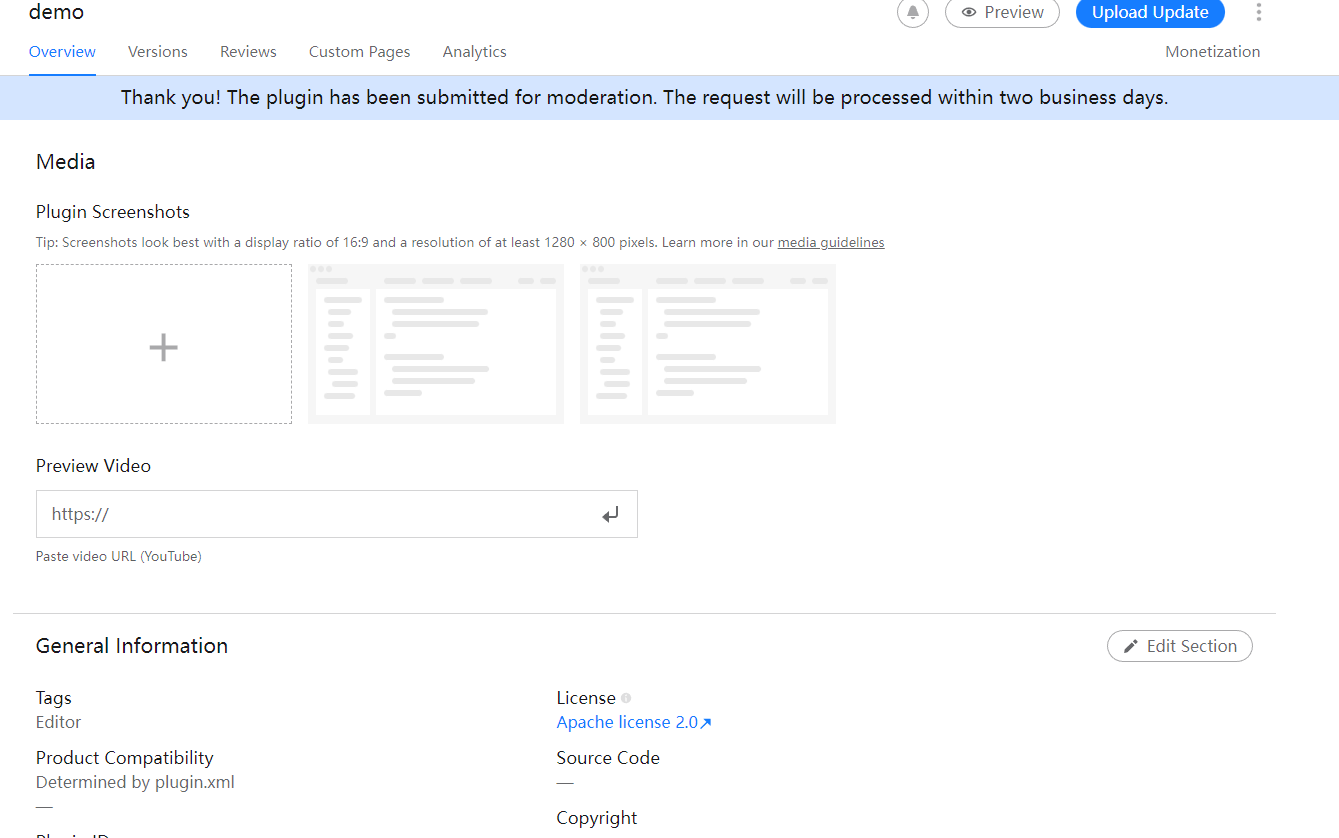 demo
Preview
Upload Update
Overview
Versions
Reviews
Custom Pages
Analytics
Monetization
Thank you! The plugin has been submitted for moderation. The request will be processed within two business days.
Media
Plugin Screenshots
Tip: Screenshots look best with a display ratio of 16:9 and a resolution of at least 1280 × 800 pixels. Learn more in our media guidelines
Preview Video
https://
Paste video URL (YouTube)
General Information
Edit Section
Tags
Editor
License
Apache license 2.0↗
Product Compatibility
Determined by plugin.xml
—
Source Code
—
Copyright